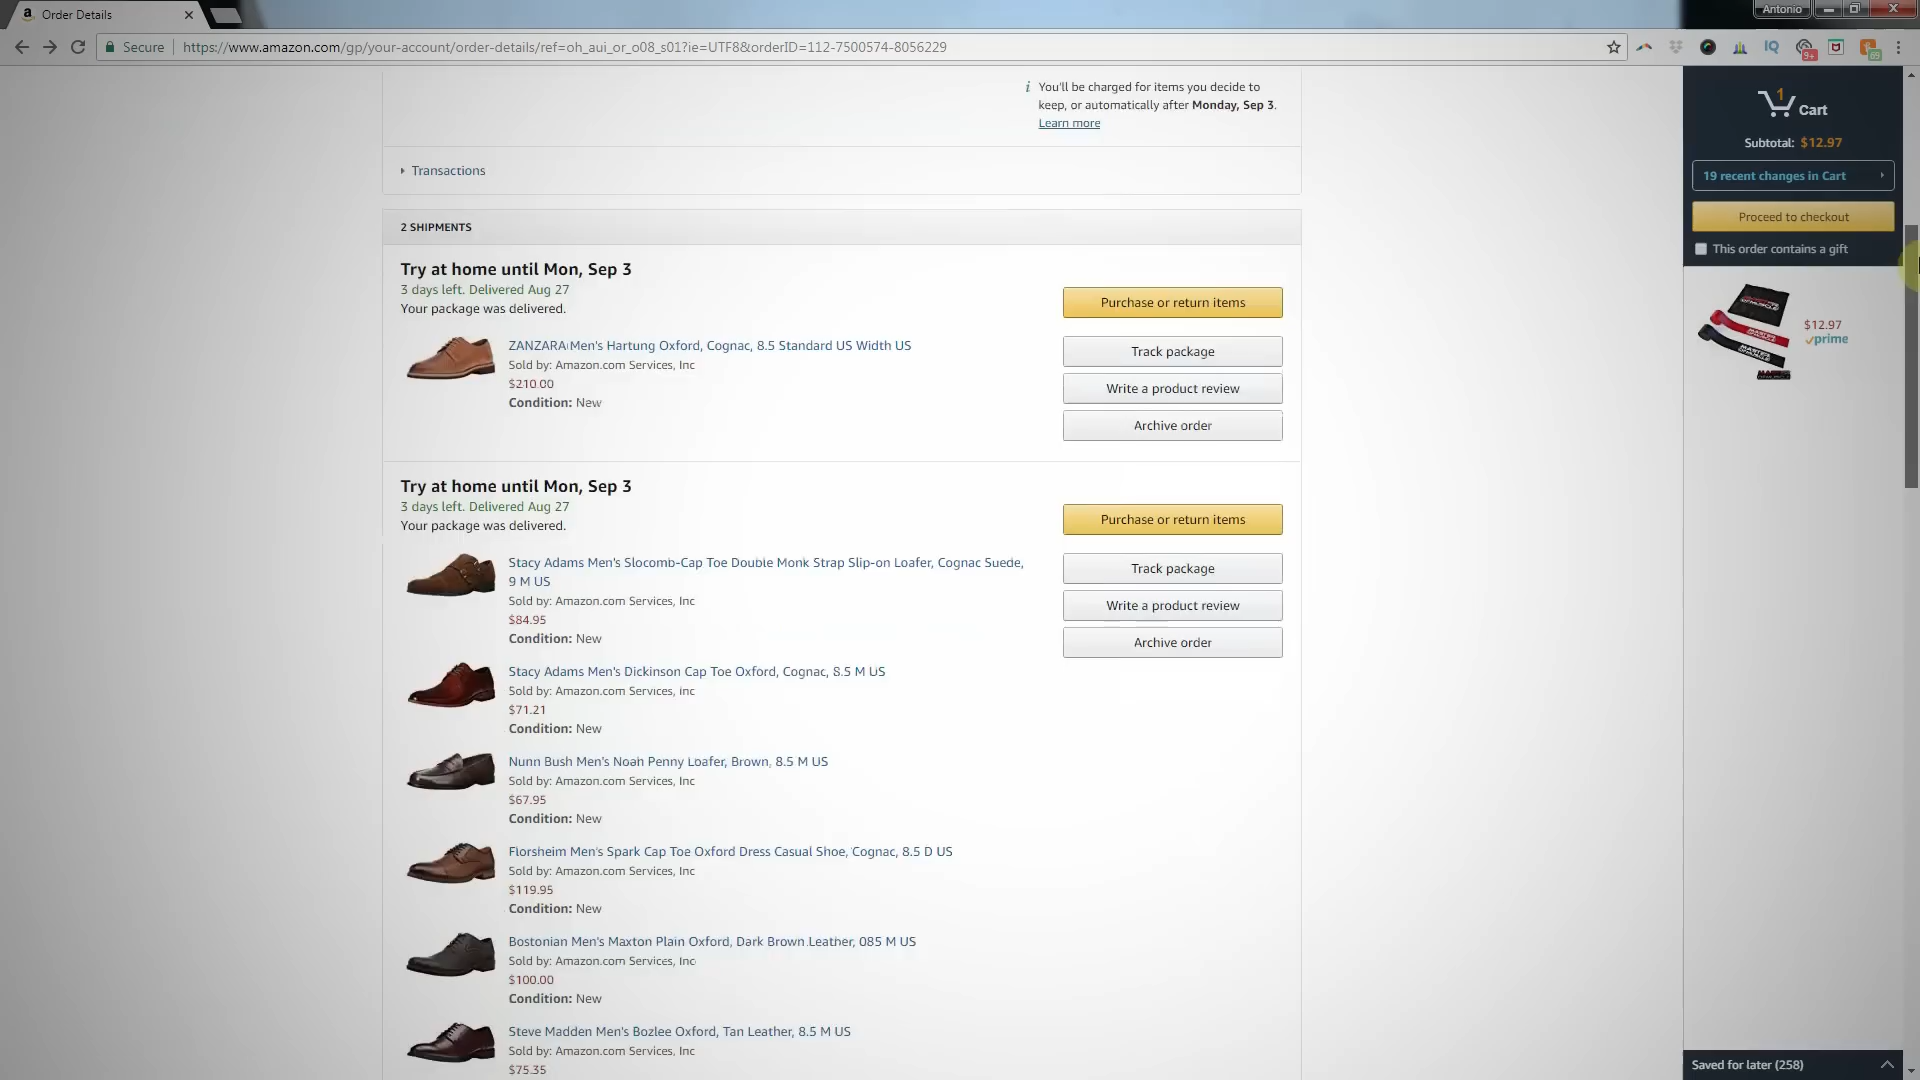 Order Details
Antonio
Secure
https://www.amazon.com/gp/your-account/order-details/ref=oh_aui_or_o08_s01?ie=UTF8&orderID=112-7500574-8056229
IQ
9+
You'll be charged for items you decide to
keep, or automatically after Monday, Sep 3.
Learn more
Transactions
2 SHIPMENTS
Try at home until Mon, Sep 3
3 days left. Delivered Aug 27
Your package was delivered.
Purchase or return items
Track package
Write a product review
Archive order
ZANZARA Men's Hartung Oxford, Cognac, 8.5 Standard US Width US
Sold by: Amazon.com Services, Inc
$210.00
Condition: New
Try at home until Mon, Sep 3
3 days left. Delivered Aug 27
Your package was delivered.
Purchase or return items
Track package
Write a product review
Archive order
Stacy Adams Men's Slocomb-Cap Toe Double Monk Strap Slip-on Loafer, Cognac Suede,
9 M US
Sold by: Amazon.com Services, Inc
$84.95
Condition: New
Stacy Adams Men's Dickinson Cap Toe Oxford, Cognac, 8.5 M US
Sold by: Amazon.com Services, Inc
$71.21
Condition: New
Nunn Bush Men's Noah Penny Loafer, Brown, 8.5 M US
Sold by: Amazon.com Services, Inc
$67.95
Condition: New
Florsheim Men's Spark Cap Toe Oxford Dress Casual Shoe, Cognac, 8.5 D US
Sold by: Amazon.com Services, Inc
$119.95
Condition: New
Bostonian Men's Maxton Plain Oxford, Dark Brown Leather, 085 M US
Sold by: Amazon.com Services, Inc
$100.00
Condition: New
Steve Madden Men's Bozlee Oxford, Tan Leather, 8.5 M US
Sold by: Amazon.com Services, Inc
$75.35
1
Cart
Subtotal: $12.97
19 recent changes in Cart
Proceed to checkout
This order contains a gift
$12.97
prime
Saved for later (258)